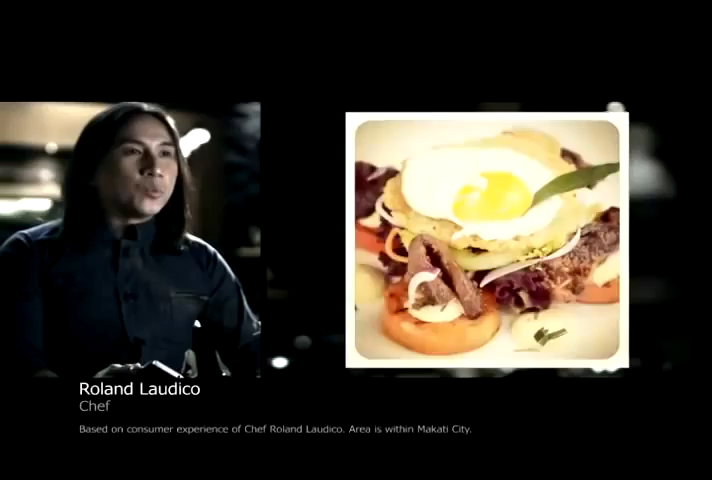 Roland Laudico
Chef
Based on consumer experience of Chef Roland Laudico. Area is within Makati City.